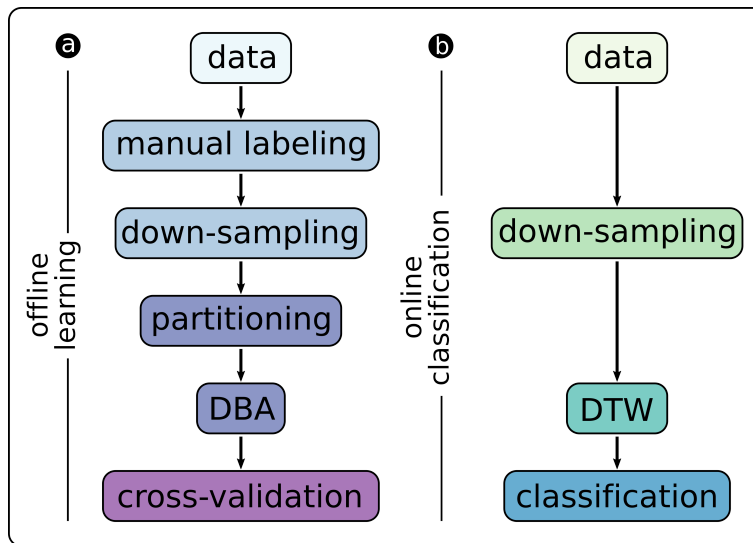 a
offline
learning
data
manual labeling
down-sampling
partitioning
DBA
cross-validation
b
online
classification
data
down-sampling
DTW
classification